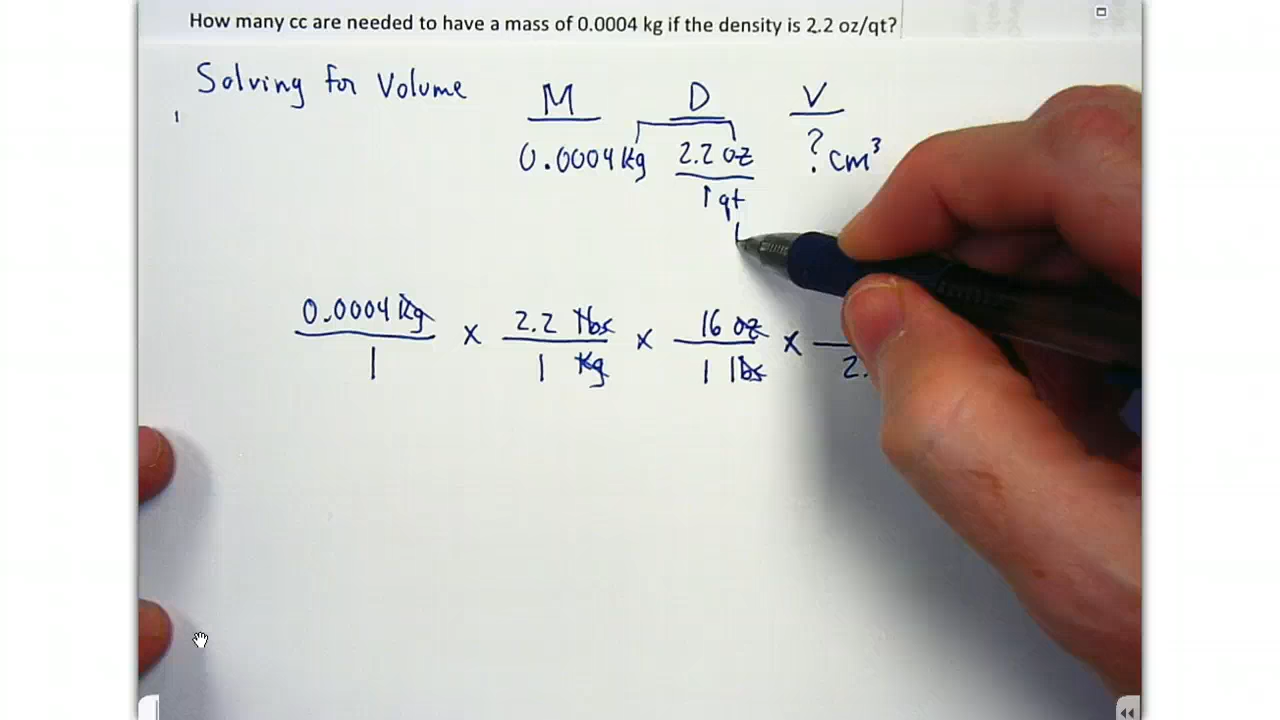 How many cc are needed to have a mass of 0.0004 kg if the density is 2.2 oz/qt?
Solving for Volume
M D V
0.0004 kg 2.2 oz ? cm³
1 qt
0.0004 kg × 2.2 lbs × 16 oz ×
1 1 kg 1 lbs 2.